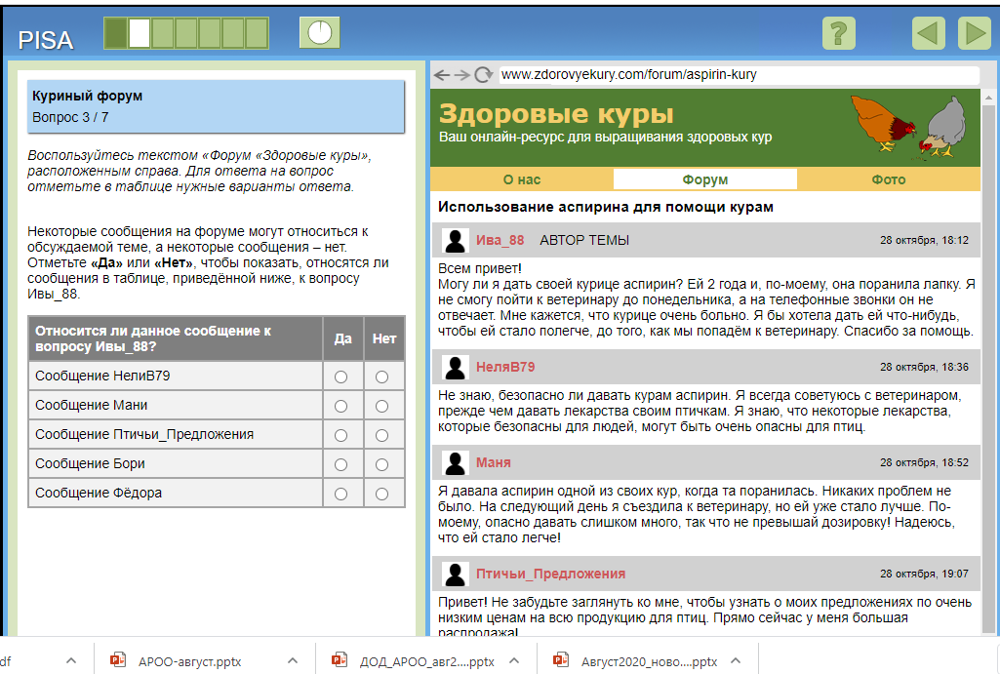 PISA
Куриный форум
Вопрос 3 / 7
Воспользуйтесь текстом «Форум «Здоровые куры»,
расположенным справа. Для ответа на вопрос
отметьте в таблице нужные варианты ответа.
Некоторые сообщения на форуме могут относиться к
обсуждаемой теме, а некоторые сообщения – нет.
Отметьте «Да» или «Нет», чтобы показать, относятся ли
сообщения в таблице, приведённой ниже, к вопросу
Ивы_88.
Относится ли данное сообщение к
вопросу Ивы_88?
Да
Нет
Сообщение НелиВ79
Сообщение Мани
Сообщение Птичьи_Предложения
Сообщение Бори
Сообщение Фёдора
?
www.zdorovyekury.com/forum/aspirin-kury
Здоровые куры
Ваш онлайн-ресурс для выращивания здоровых кур
О нас
Форум
Фото
Использование аспирина для помощи курам
Ива_88 АВТОР ТЕМЫ 28 октября, 18:12
Всем привет!
Могу ли я дать своей курице аспирин? Ей 2 года и, по-моему, она поранила лапку. Я
не смогу пойти к ветеринару до понедельника, а на телефонные звонки он не
отвечает. Мне кажется, что курице очень больно. Я бы хотела дать ей что-нибудь,
чтобы ей стало полегче, до того, как мы попадём к ветеринару. Спасибо за помощь.
НеляВ79 28 октября, 18:36
Не знаю, безопасно ли давать курам аспирин. Я всегда советуюсь с ветеринаром,
прежде чем давать лекарства своим птичкам. Я знаю, что некоторые лекарства,
которые безопасны для людей, могут быть очень опасны для птиц.
Маня 28 октября, 18:52
Я давала аспирин одной из своих кур, когда та поранилась. Никаких проблем не
было. На следующий день я съездила к ветеринару, но ей уже стало лучше. По-
моему, опасно давать слишком много, так что не превышай дозировку! Надеюсь,
что ей стало легче!
Птичьи_Предложения 28 октября, 19:07
Привет! Не забудьте заглянуть ко мне, чтобы узнать о моих предложениях по очень
низким ценам на всю продукцию для птиц. Прямо сейчас у меня большая
распродажа!
df
АРОО-август.pptx
ДОД_АРОО_авг2....pptx
Август2020_ново....pptx